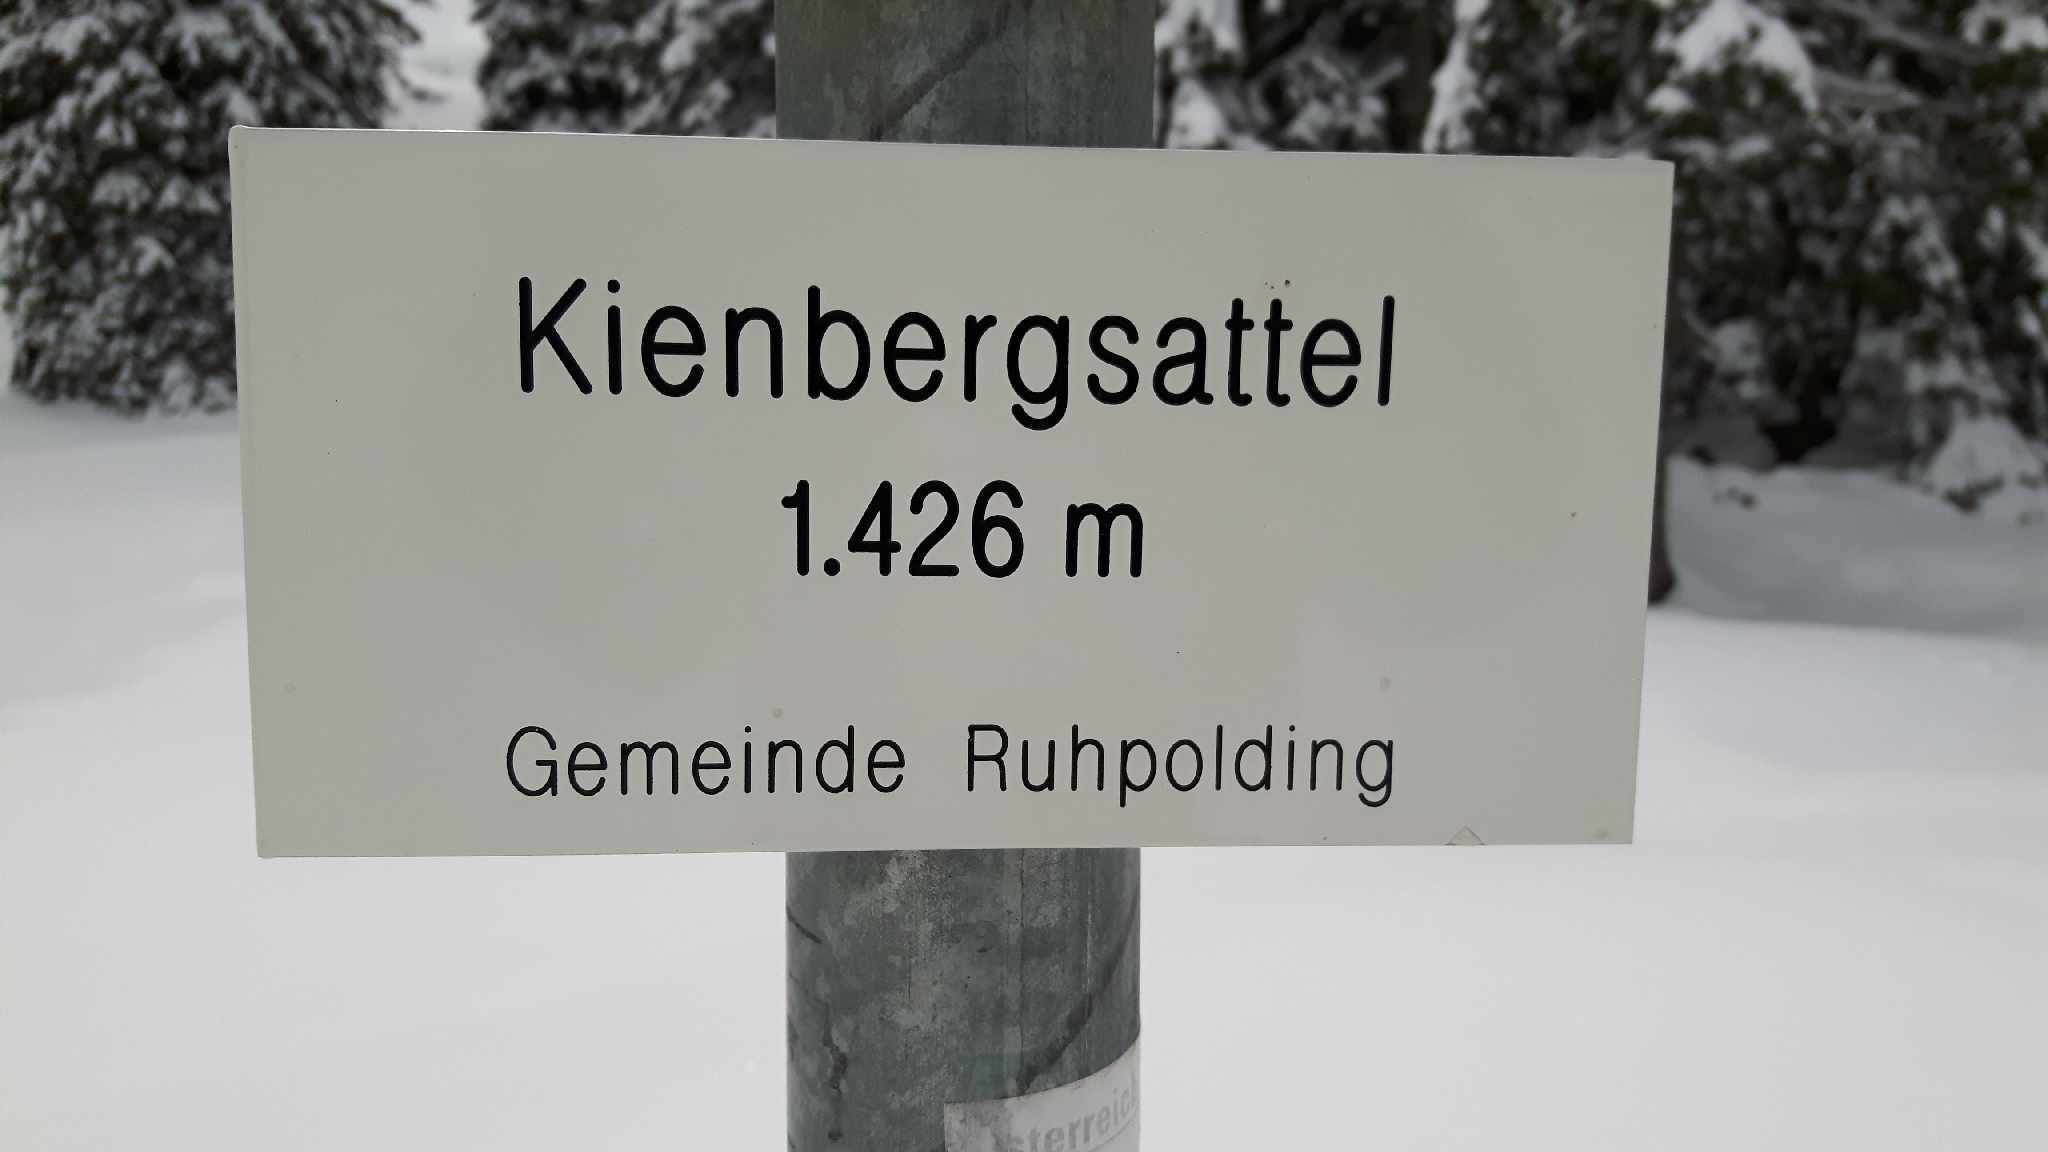 Kienbergsattel
1.426 m
Gemeinde Ruhpolding